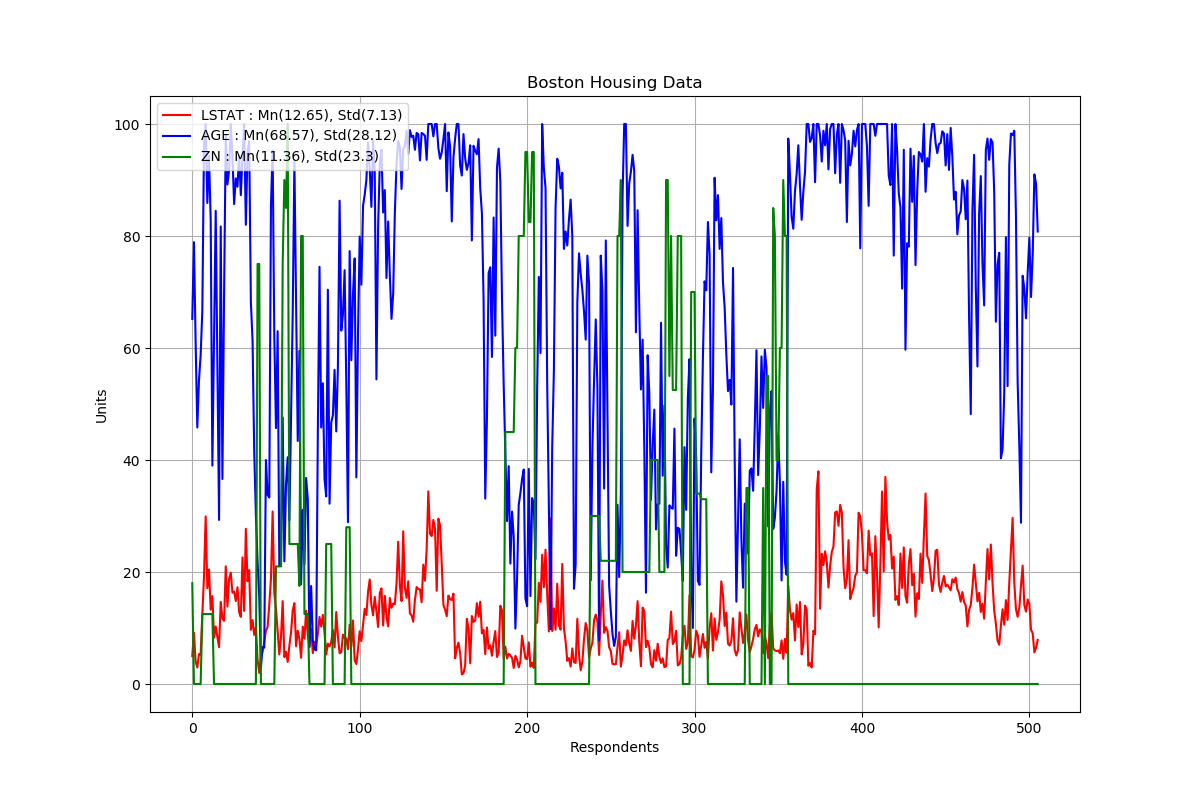 Boston Housing Data
LSTAT : Mn(12.65), Std(7.13)
AGE : Mn(68.57), Std(28.12)
ZN : Mn(11.36), Std(23.3)
100
80
60
40
20
0
Units
0 100 200 300 400 500
Respondents